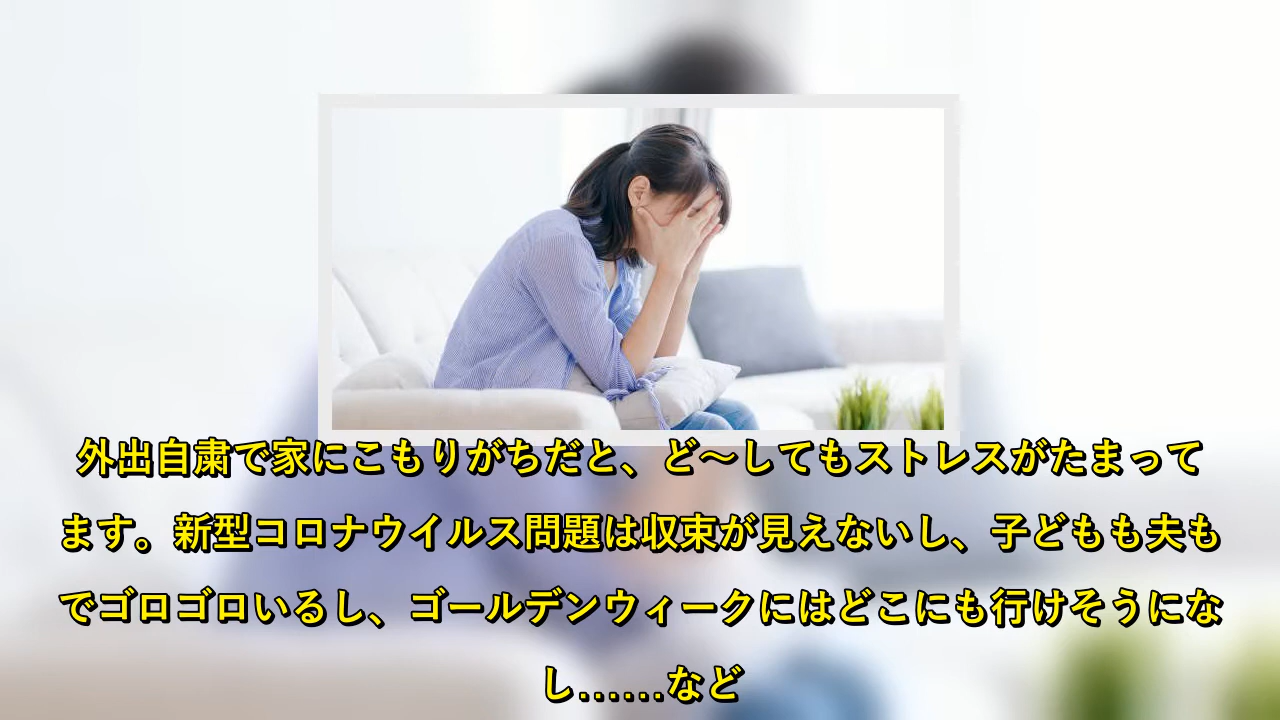 外出自粛で家にこもりがちだと、ど〜してもストレスがたまって
ます。新型コロナウイルス問題は収束が見えないし、子どもも夫も
でゴロゴロいるし、ゴールデンウィークにはどこにも行けそうにな
し……など